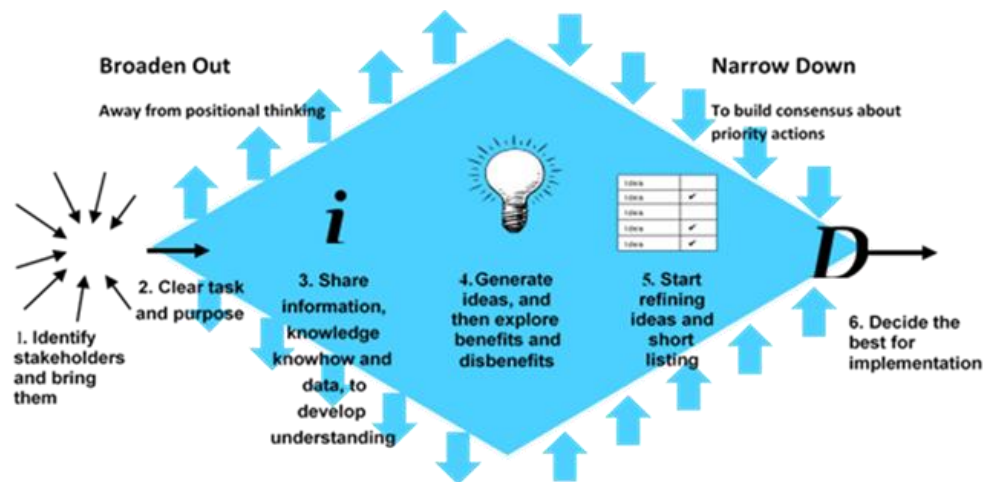 Broaden Out
Away from positional thinking
Narrow Down
To build consensus about
priority actions
1. Identify
stakeholders
and bring
them
2. Clear task
and purpose
i
3. Share
information,
knowledge
knowhow and
data, to
develop
understanding
4.Generate
ideas, and
then explore
benefits and
disbenefits
Idea
Idea ✔
Idea
Idea ✔
Idea ✔
5. Start
refining
ideas and
short
listing
D
6. Decide the
best for
implementation